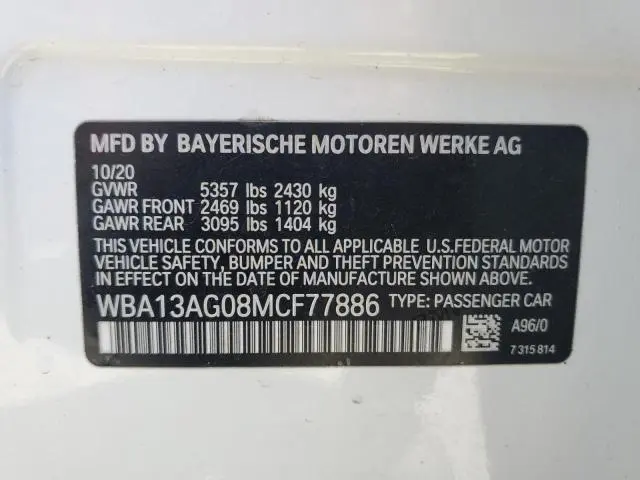 MFD BY BAYERISCHE MOTOREN WERKE AG
10/20
GVWR 5357 lbs 2430 kg
GAWR FRONT 2469 lbs 1120 kg
GAWR REAR 3095 lbs 1404 kg
THIS VEHICLE CONFORMS TO ALL APPLICABLE U.S.FEDERAL MOTOR
VEHICLE SAFETY, BUMPER AND THEFT PREVENTION STANDARDS
IN EFFECT ON THE DATE OF MANUFACTURE SHOWN ABOVE.
WBA13AG08MCF77886 TYPE: PASSENGER CAR
A96/0
7 315 814